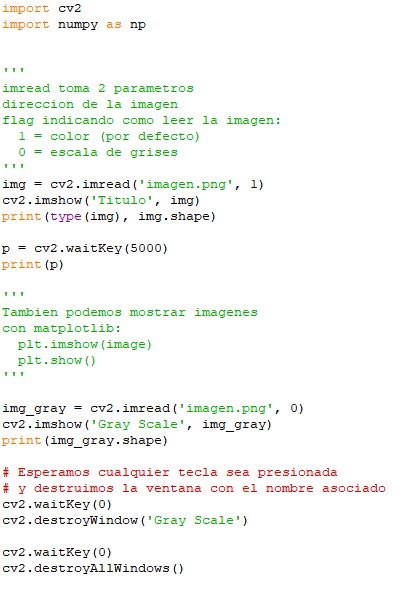 import cv2
import numpy as np
'''
imread toma 2 parametros
direccion de la imagen
flag indicando como leer la imagen:
  1 = color (por defecto)
  0 = escala de grises
'''
img = cv2.imread('imagen.png', 1)
cv2.imshow('Titulo', img)
print(type(img), img.shape)
p = cv2.waitKey(5000)
print(p)
'''
Tambien podemos mostrar imagenes
con matplotlib:
  plt.imshow(image)
  plt.show()
'''
img_gray = cv2.imread('imagen.png', 0)
cv2.imshow('Gray Scale', img_gray)
print(img_gray.shape)
# Esperamos cualquier tecla sea presionada
# y destruimos la ventana con el nombre asociado
cv2.waitKey(0)
cv2.destroyWindow('Gray Scale')
cv2.waitKey(0)
cv2.destroyAllWindows()